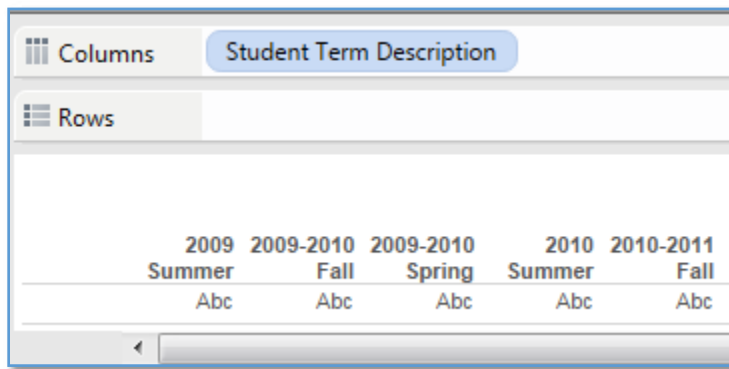 Columns Student Term Description
Rows
2009 2009-2010 2009-2010 2010 2010-2011
Summer Fall Spring Summer Fall
Abc Abc Abc Abc Abc